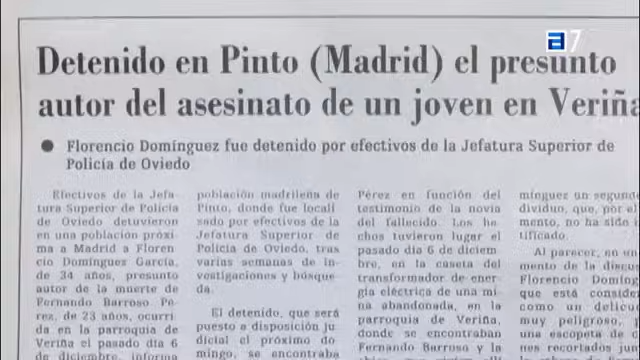 a7
Detenido en Pinto (Madrid) el presunto
autor del asesinato de un joven en Veriña
● Florencio Domínguez fue detenido por efectivos de la Jefatura Superior de
Policía de Oviedo
Efectivos de la Jefa-
tura Superior de Policía
de Oviedo detuvieron
en una población próxi-
ma a Madrid a Floren-
cio Domínguez García,
de 34 años, presunto
autor de la muerte de
Fernando Barroso Pé-
rez, de 23 años, ocurri-
da en la parroquia de
Veriña el pasado día 6
de diciembre, informa
población madrileña de
Pinto, donde fue locali-
sado por efectivos de la
Jefatura Superior de
Policía de Oviedo, tras
varias semanas de in-
vestigaciones y búsque-
da.
El detenido, que será
puesto a disposición ju-
dicial el próximo do-
mingo, se encontraba
Pérez en función del
testimonio de la novia
del fallecido. Los he-
chos tuvieron lugar el
pasado día 6 de diciem-
bre, en la caseta del
transformador de ener-
gía eléctrica de una mi-
na abandonada, en la
parroquia de Veriña,
donde se encontraban
Fernando Barroso y la
mínguez un segundo
dividuo, que, por el
mento, no ha sido i
tificado.
Al parecer, en un
mento de la discu
Florencio Domíng
que está consider
como un delicue
muy peligroso, s
una escopeta de
nes recortados ju